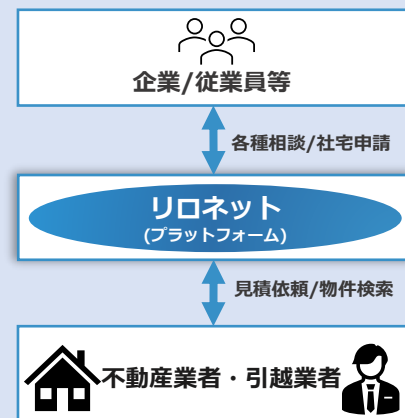 企業/従業員等
各種相談/社宅申請
リロネット
(プラットフォーム)
見積依頼/物件検索
不動産業者・引越業者